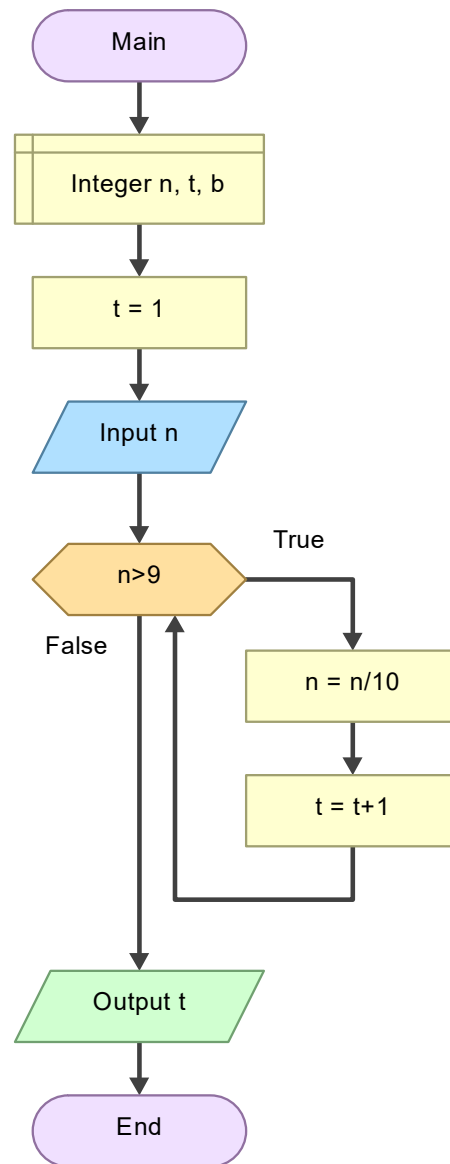 Main
Integer n, t, b
t = 1
Input n
n>9
True
False
n = n/10
t = t+1
Output t
End